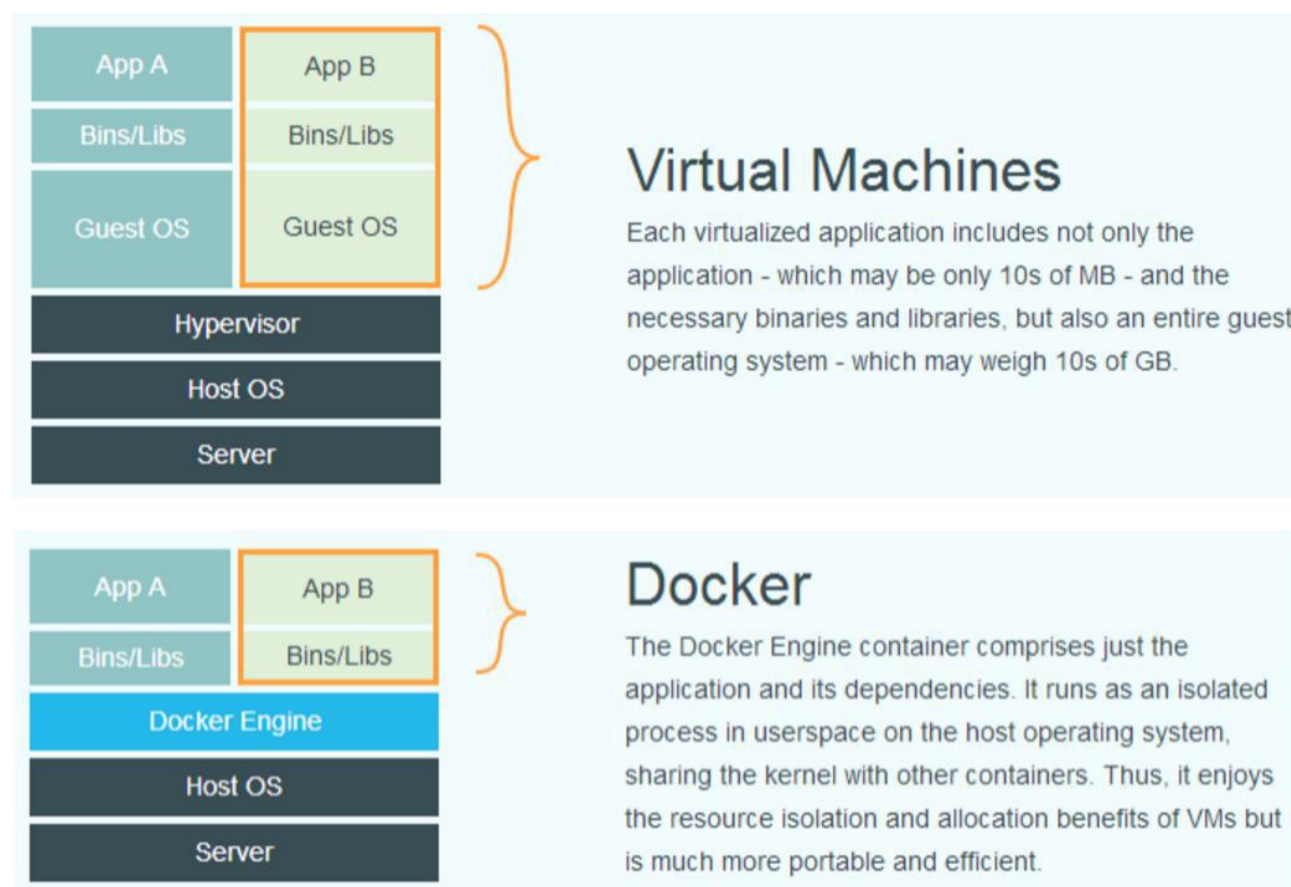 App A
App B
Bins/Libs
Bins/Libs
Guest OS
Guest OS
Hypervisor
Host OS
Server
Virtual Machines
Each virtualized application includes not only the
application - which may be only 10s of MB - and the
necessary binaries and libraries, but also an entire guest
operating system - which may weigh 10s of GB.
App A
App B
Bins/Libs
Bins/Libs
Docker Engine
Host OS
Server
Docker
The Docker Engine container comprises just the
application and its dependencies. It runs as an isolated
process in userspace on the host operating system,
sharing the kernel with other containers. Thus, it enjoys
the resource isolation and allocation benefits of VMs but
is much more portable and efficient.